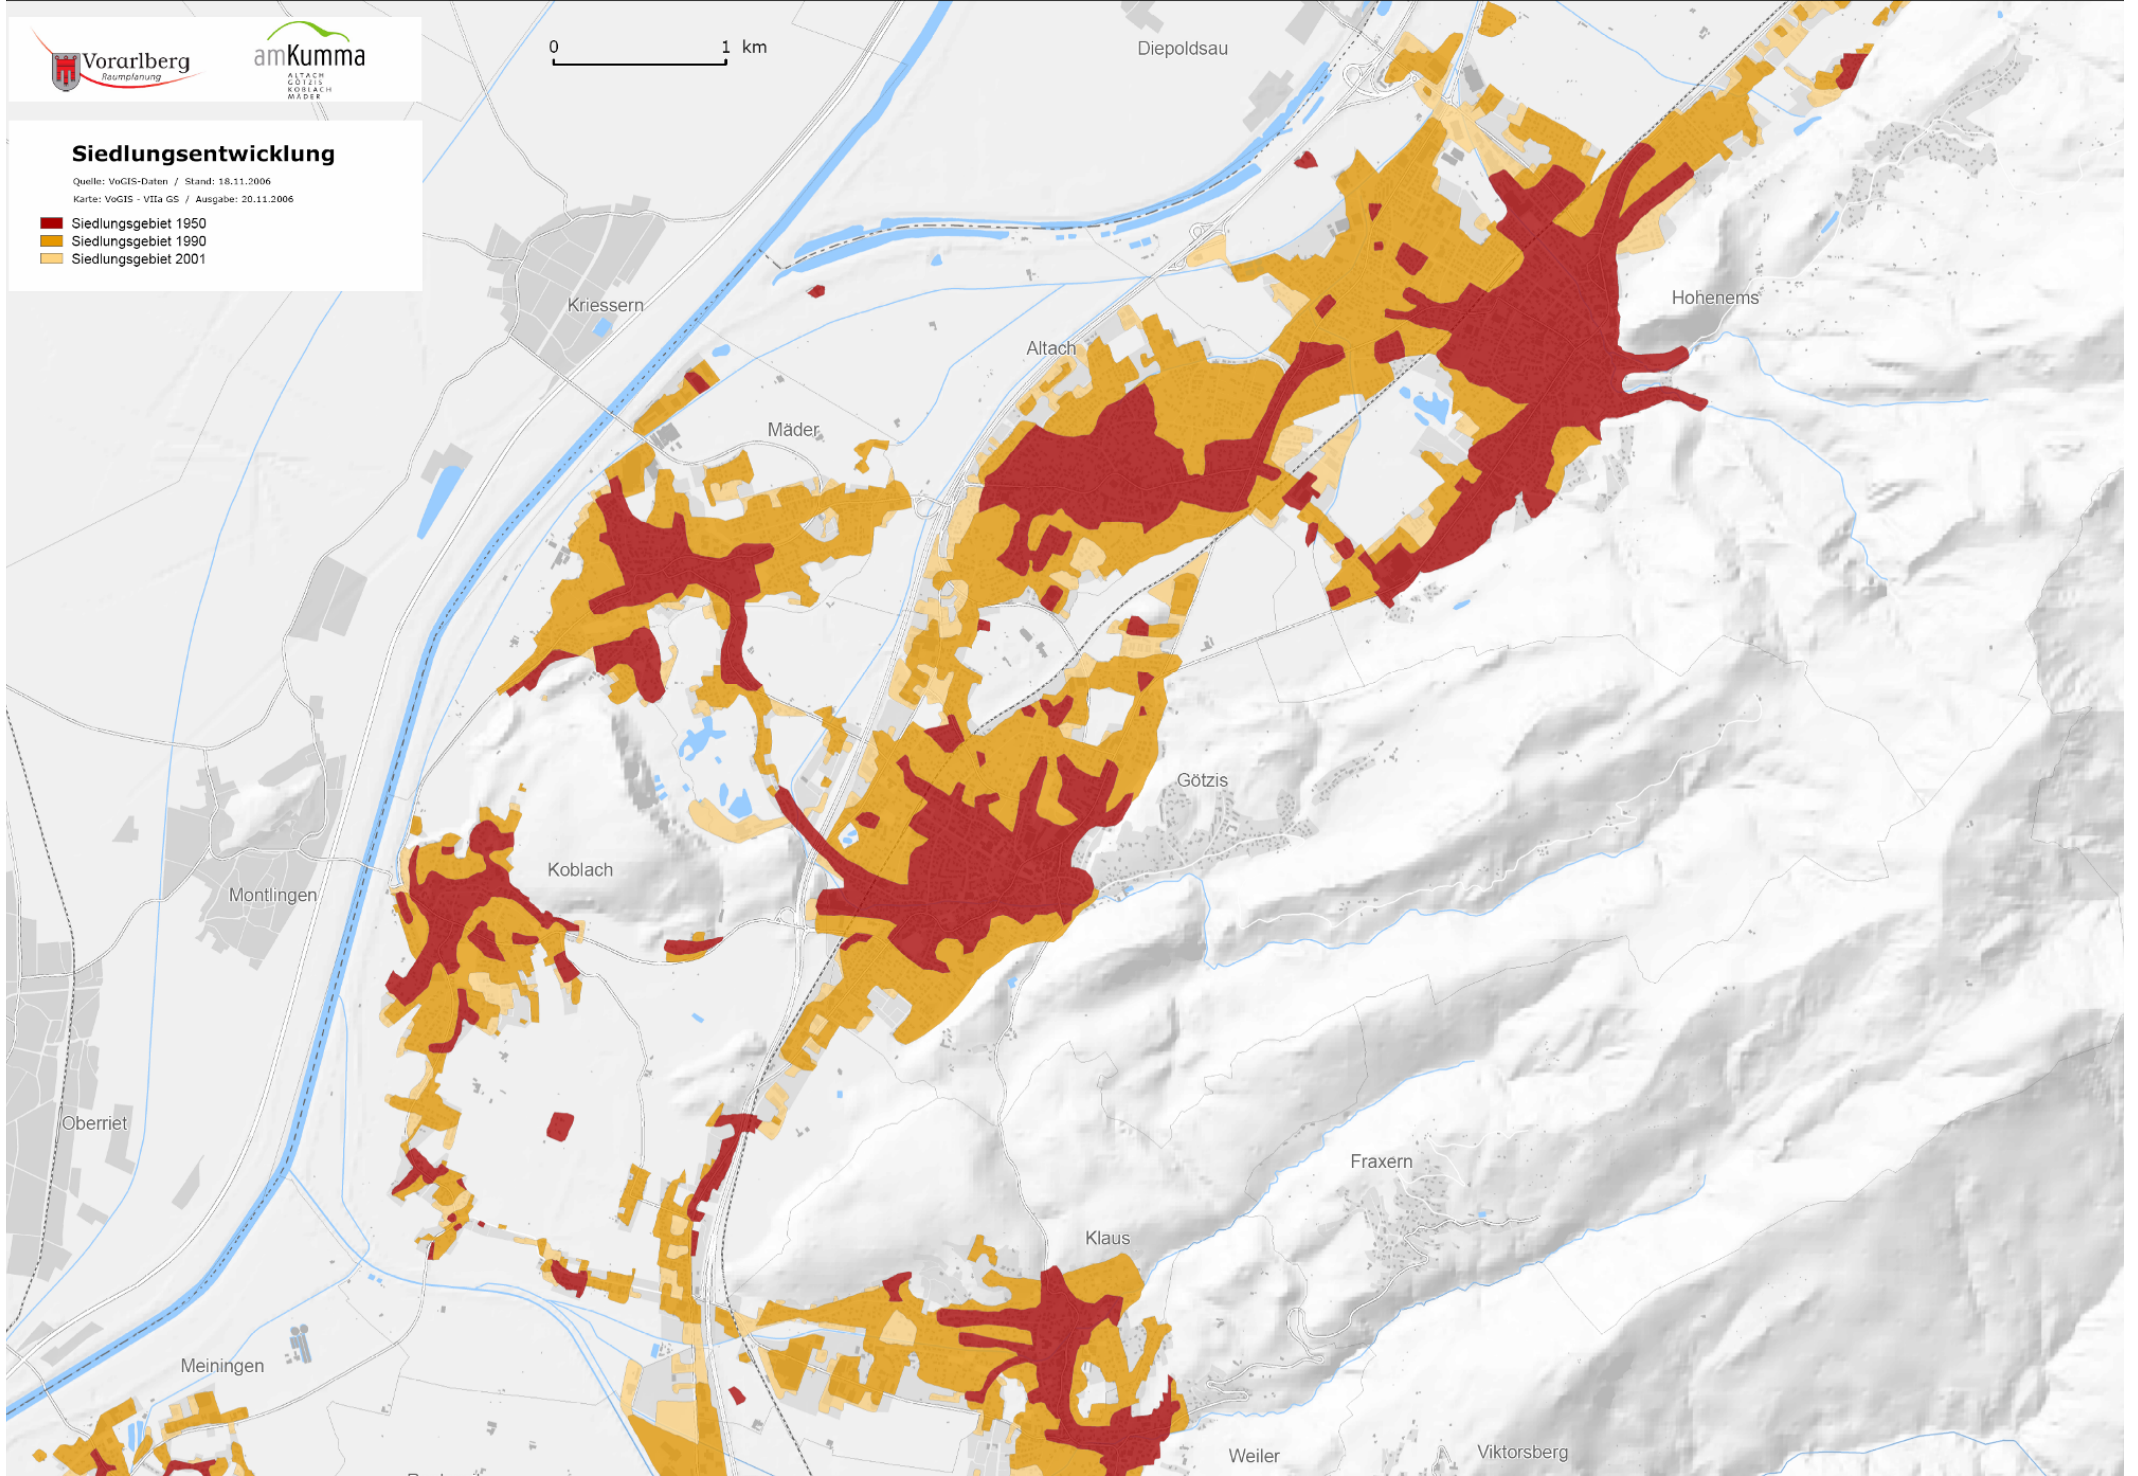 Vorarlberg
Raumplanung
amKumma
ALTACH
GÖTZIS
KOBLACH
MÄDER
0 1 km
Siedlungsentwicklung
Quelle: VoGIS-Daten / Stand: 18.11.2006
Karte: VoGIS - VIIa GS / Ausgabe: 20.11.2006
Siedlungsgebiet 1950
Siedlungsgebiet 1990
Siedlungsgebiet 2001
Diepoldsau
Kriessern
Hohenems
Altach
Mäder
Götzis
Koblach
Montlingen
Oberriet
Fraxern
Klaus
Meiningen
Weiler
Viktorsberg